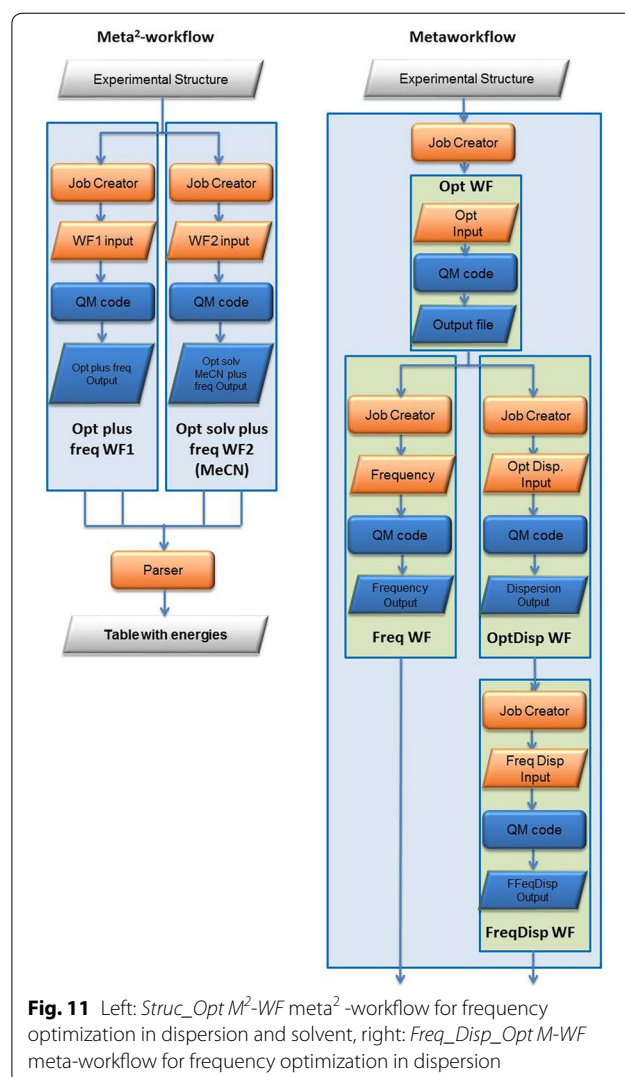 Meta²-workflow
Experimental Structure
Job Creator
Job Creator
WF1 input
WF2 input
QM code
QM code
Opt plus freq
Output
Opt solv
MeCN plus
freq Output
Opt plus
freq WF1
Opt solv plus
freq WF2
(MeCN)
Parser
Table with energies
Metaworkflow
Experimental Structure
Job Creator
Opt WF
Opt
Input
QM code
Output file
Job Creator
Frequency
QM code
Frequency
Output
Freq WF
Job Creator
Opt Disp.
Input
QM code
Dispersion
Output
OptDisp WF
Job Creator
Freq Disp
Input
QM code
FFeqDisp
Output
FreqDisp WF
Fig. 11 Left: Struc_Opt M²-WF meta² -workflow for frequency
optimization in dispersion and solvent, right: Freq_Disp_Opt M-WF
meta-workflow for frequency optimization in dispersion